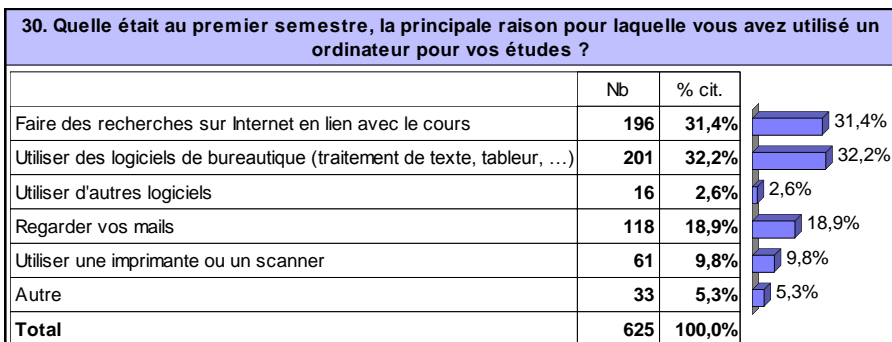 30. Quelle était au premier semestre, la principale raison pour laquelle vous avez utilisé un
ordinateur pour vos études ?
Nb % cit.
Faire des recherches sur Internet en lien avec le cours 196 31,4% 31,4%
Utiliser des logiciels de bureautique (traitement de texte, tableur, …) 201 32,2% 32,2%
Utiliser d'autres logiciels 16 2,6% 2,6%
Regarder vos mails 118 18,9% 18,9%
Utiliser une imprimante ou un scanner 61 9,8% 9,8%
Autre 33 5,3% 5,3%
Total 625 100,0%